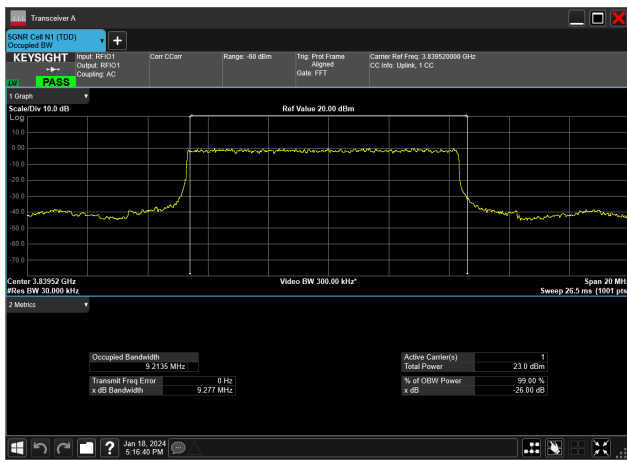 Transceiver A
5GNR Cell N1 (TDD)
Occupied BW
+
KEYSIGHT
LVI PASS
Input: RFIO1
Output: RFIO1
Coupling: AC
Corr CCorr
Range: -60 dBm
Trig: Prot Frame
Aligned
Gate: FFT
Carrier Ref Freq: 3.839520000 GHz
CC Info: Uplink, 1 CC
1 Graph
Scale/Div 10.0 dB
Ref Value 20.00 dBm
Log
10.0
0.00
-10.0
-20.0
-30.0
-40.0
-50.0
-60.0
-70.0
Center 3.83952 GHz
#Res BW 30.000 kHz
Video BW 300.00 kHz*
Span 20 MHz
Sweep 26.5 ms (1001 pts
2 Metrics
Occupied Bandwidth
9.2135 MHz
Transmit Freq Error 0 Hz
x dB Bandwidth 9.277 MHz
Active Carrier(s) 1
Total Power 23.0 dBm
% of OBW Power 99.00 %
x dB -26.00 dB
?
Jan 18, 2024
5:16:40 PM